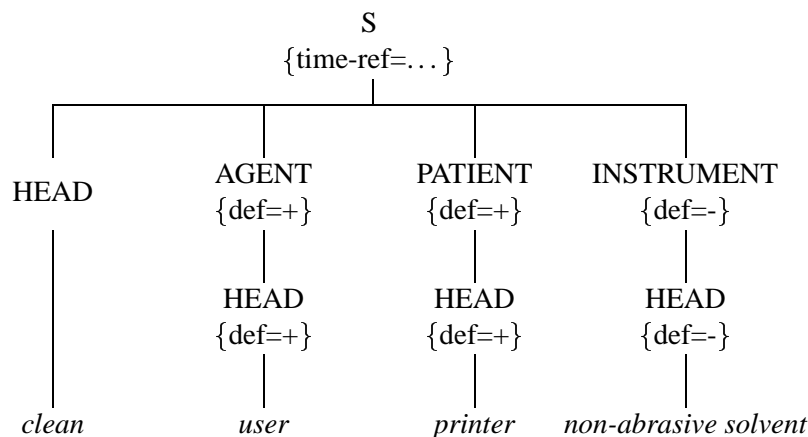 S
{time-ref=...}
HEAD AGENT PATIENT INSTRUMENT
{def=+} {def=+} {def=-}
HEAD HEAD HEAD
{def=+} {def=+} {def=-}
clean user printer non-abrasive solvent